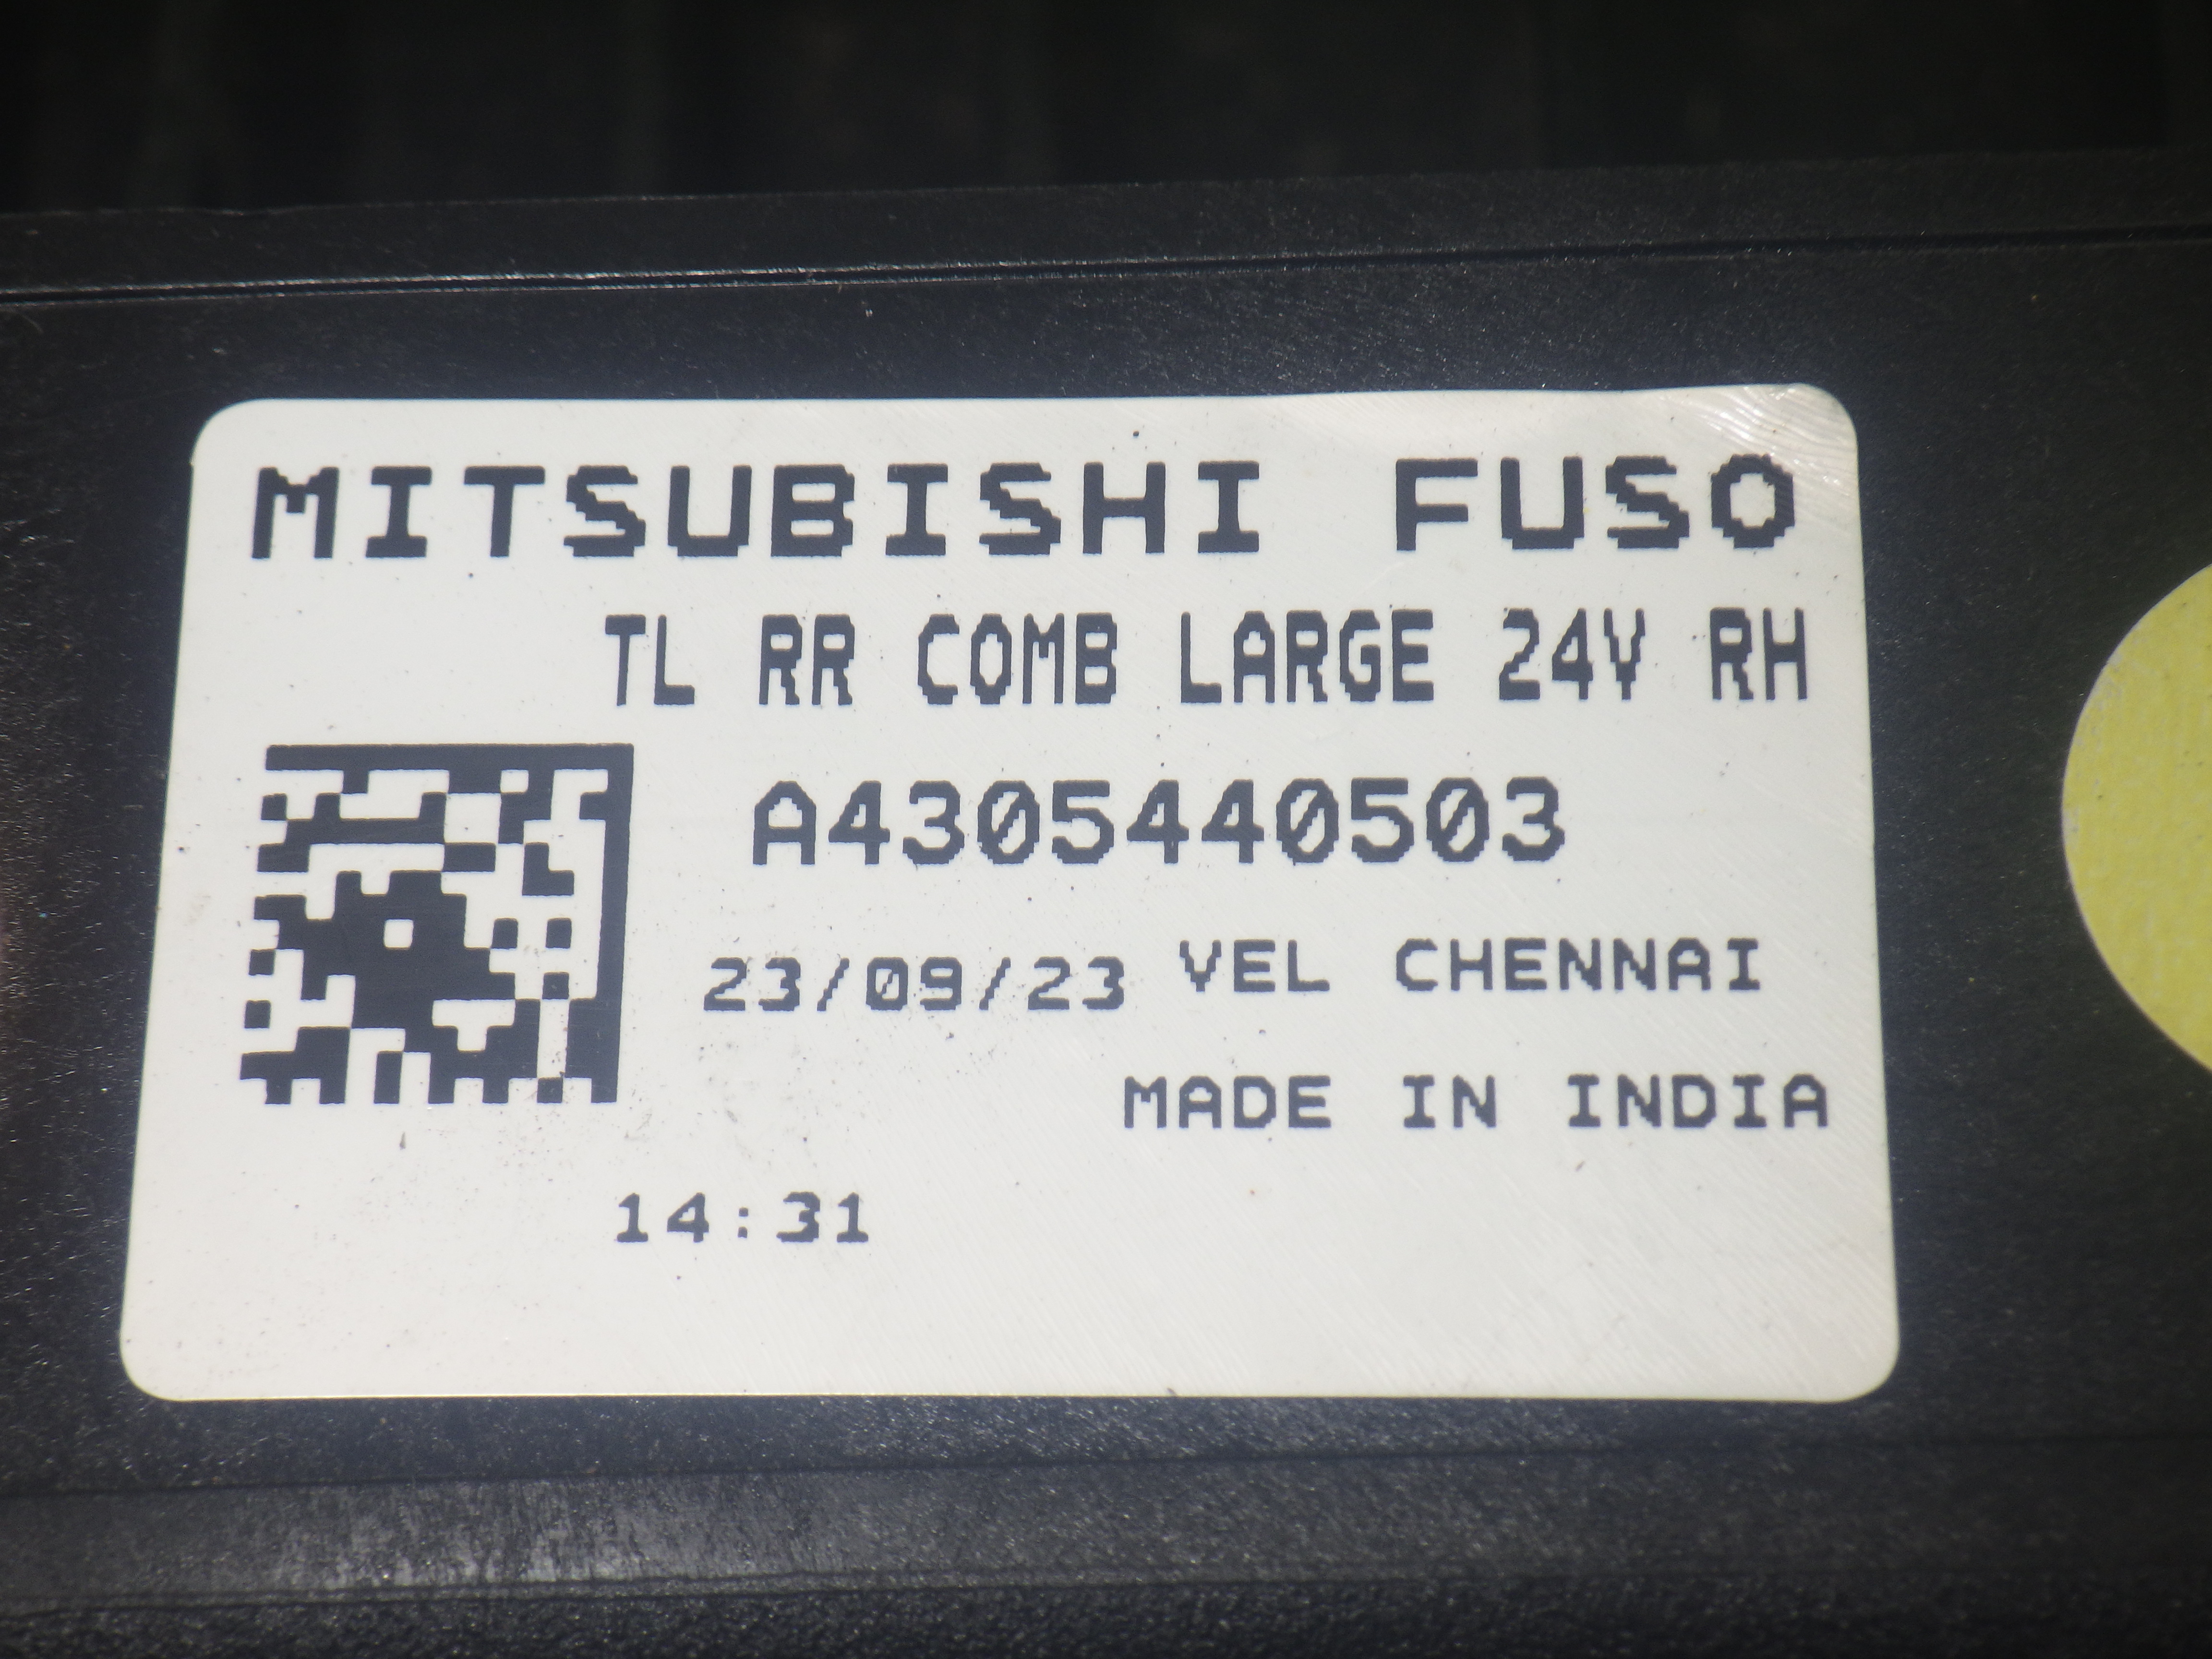 MITSUBISHI FUSO
TL RR COMB LARGE 24V RH
A4305440503
23/09/23 VEL CHENNAI
MADE IN INDIA
14:31